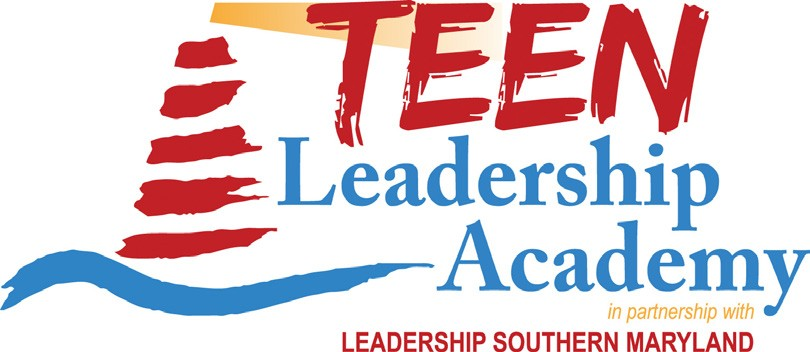 TEEN
Leadership
Academy
in partnership with
LEADERSHIP SOUTHERN MARYLAND